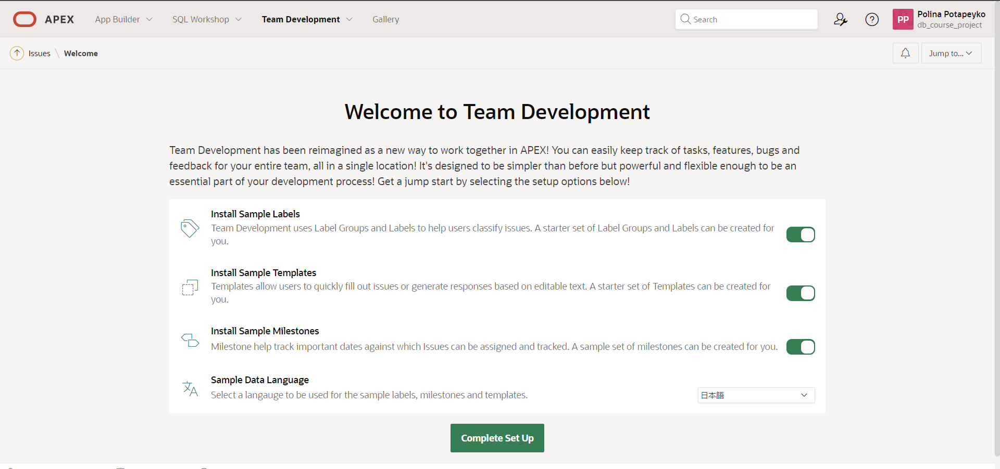 APEX App Builder SQL Workshop Team Development Gallery Search PP Polina Potapeyko
db_course_project
Issues \ Welcome Jump to...
Welcome to Team Development
Team Development has been reimagined as a new way to work together in APEX! You can easily keep track of tasks, features, bugs and
feedback for your entire team, all in a single location! It's designed to be simpler than before but powerful and flexible enough to be an
essential part of your development process! Get a jump start by selecting the setup options below!
Install Sample Labels
Team Development uses Label Groups and Labels to help users classify issues. A starter set of Label Groups and Labels can be created for
you.
Install Sample Templates
Templates allow users to quickly fill out issues or generate responses based on editable text. A starter set of Templates can be created for
you.
Install Sample Milestones
Milestone help track important dates against which Issues can be assigned and tracked. A sample set of milestones can be created for you.
Sample Data Language
Select a langauge to be used for the sample labels, milestones and templates.
日本語
Complete Set Up